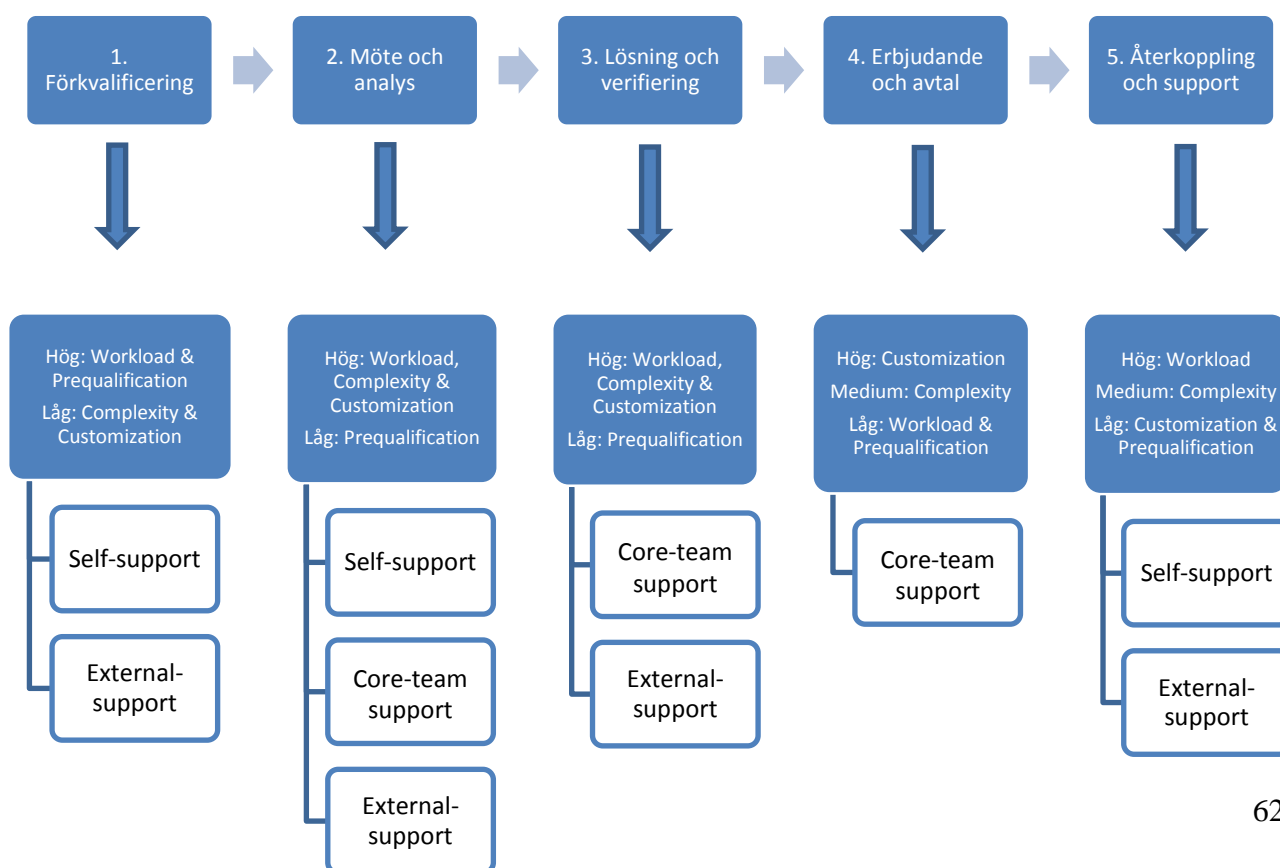 1.
Förkvalificering
2. Möte och
analys
3. Lösning och
verifiering
4. Erbjudande
och avtal
5. Återkoppling
och support
Hög: Workload &
Prequalification
Låg: Complexity &
Customization
Hög: Workload,
Complexity &
Customization
Låg: Prequalification
Hög: Workload,
Complexity &
Customization
Låg: Prequalification
Hög: Customization
Medium: Complexity
Låg: Workload &
Prequalification
Hög: Workload
Medium: Complexity
Låg: Customization &
Prequalification
Self-support
External-
support
Self-support
Core-team
support
External-
support
Core-team
support
External-
support
Core-team
support
Self-support
External-
support
62